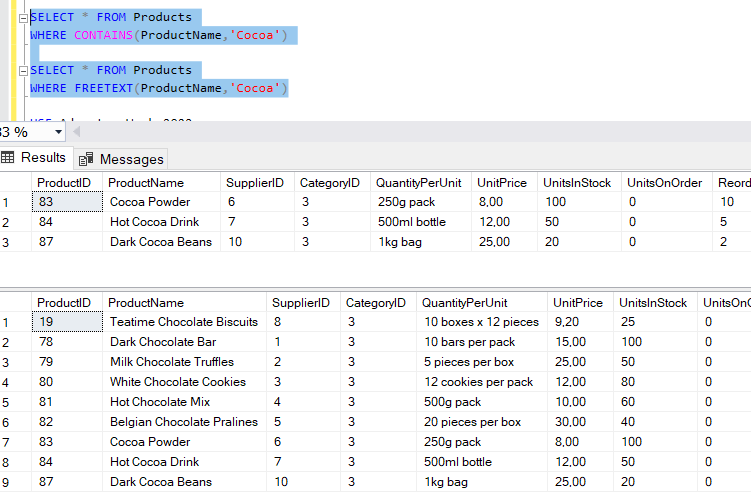 SELECT * FROM Products
WHERE CONTAINS(ProductName,'Cocoa')
SELECT * FROM Products
WHERE FREETEXT(ProductName,'Cocoa')
%
Results Messages
ProductID ProductName SupplierID CategoryID QuantityPerUnit UnitPrice UnitsInStock UnitsOnOrder Reord
1 83 Cocoa Powder 6 3 250g pack 8,00 100 0 10
2 84 Hot Cocoa Drink 7 3 500ml bottle 12,00 50 0 5
3 87 Dark Cocoa Beans 10 3 1kg bag 25,00 20 0 2
ProductID ProductName SupplierID CategoryID QuantityPerUnit UnitPrice UnitsInStock UnitsOnO
1 19 Teatime Chocolate Biscuits 8 3 10 boxes x 12 pieces 9,20 25 0
2 78 Dark Chocolate Bar 1 3 10 bars per pack 15,00 100 0
3 79 Milk Chocolate Truffles 2 3 5 pieces per box 25,00 50 0
4 80 White Chocolate Cookies 3 3 12 cookies per pack 12,00 80 0
5 81 Hot Chocolate Mix 4 3 500g pack 10,00 60 0
6 82 Belgian Chocolate Pralines 5 3 20 pieces per box 30,00 40 0
7 83 Cocoa Powder 6 3 250g pack 8,00 100 0
8 84 Hot Cocoa Drink 7 3 500ml bottle 12,00 50 0
9 87 Dark Cocoa Beans 10 3 1kg bag 25,00 20 0